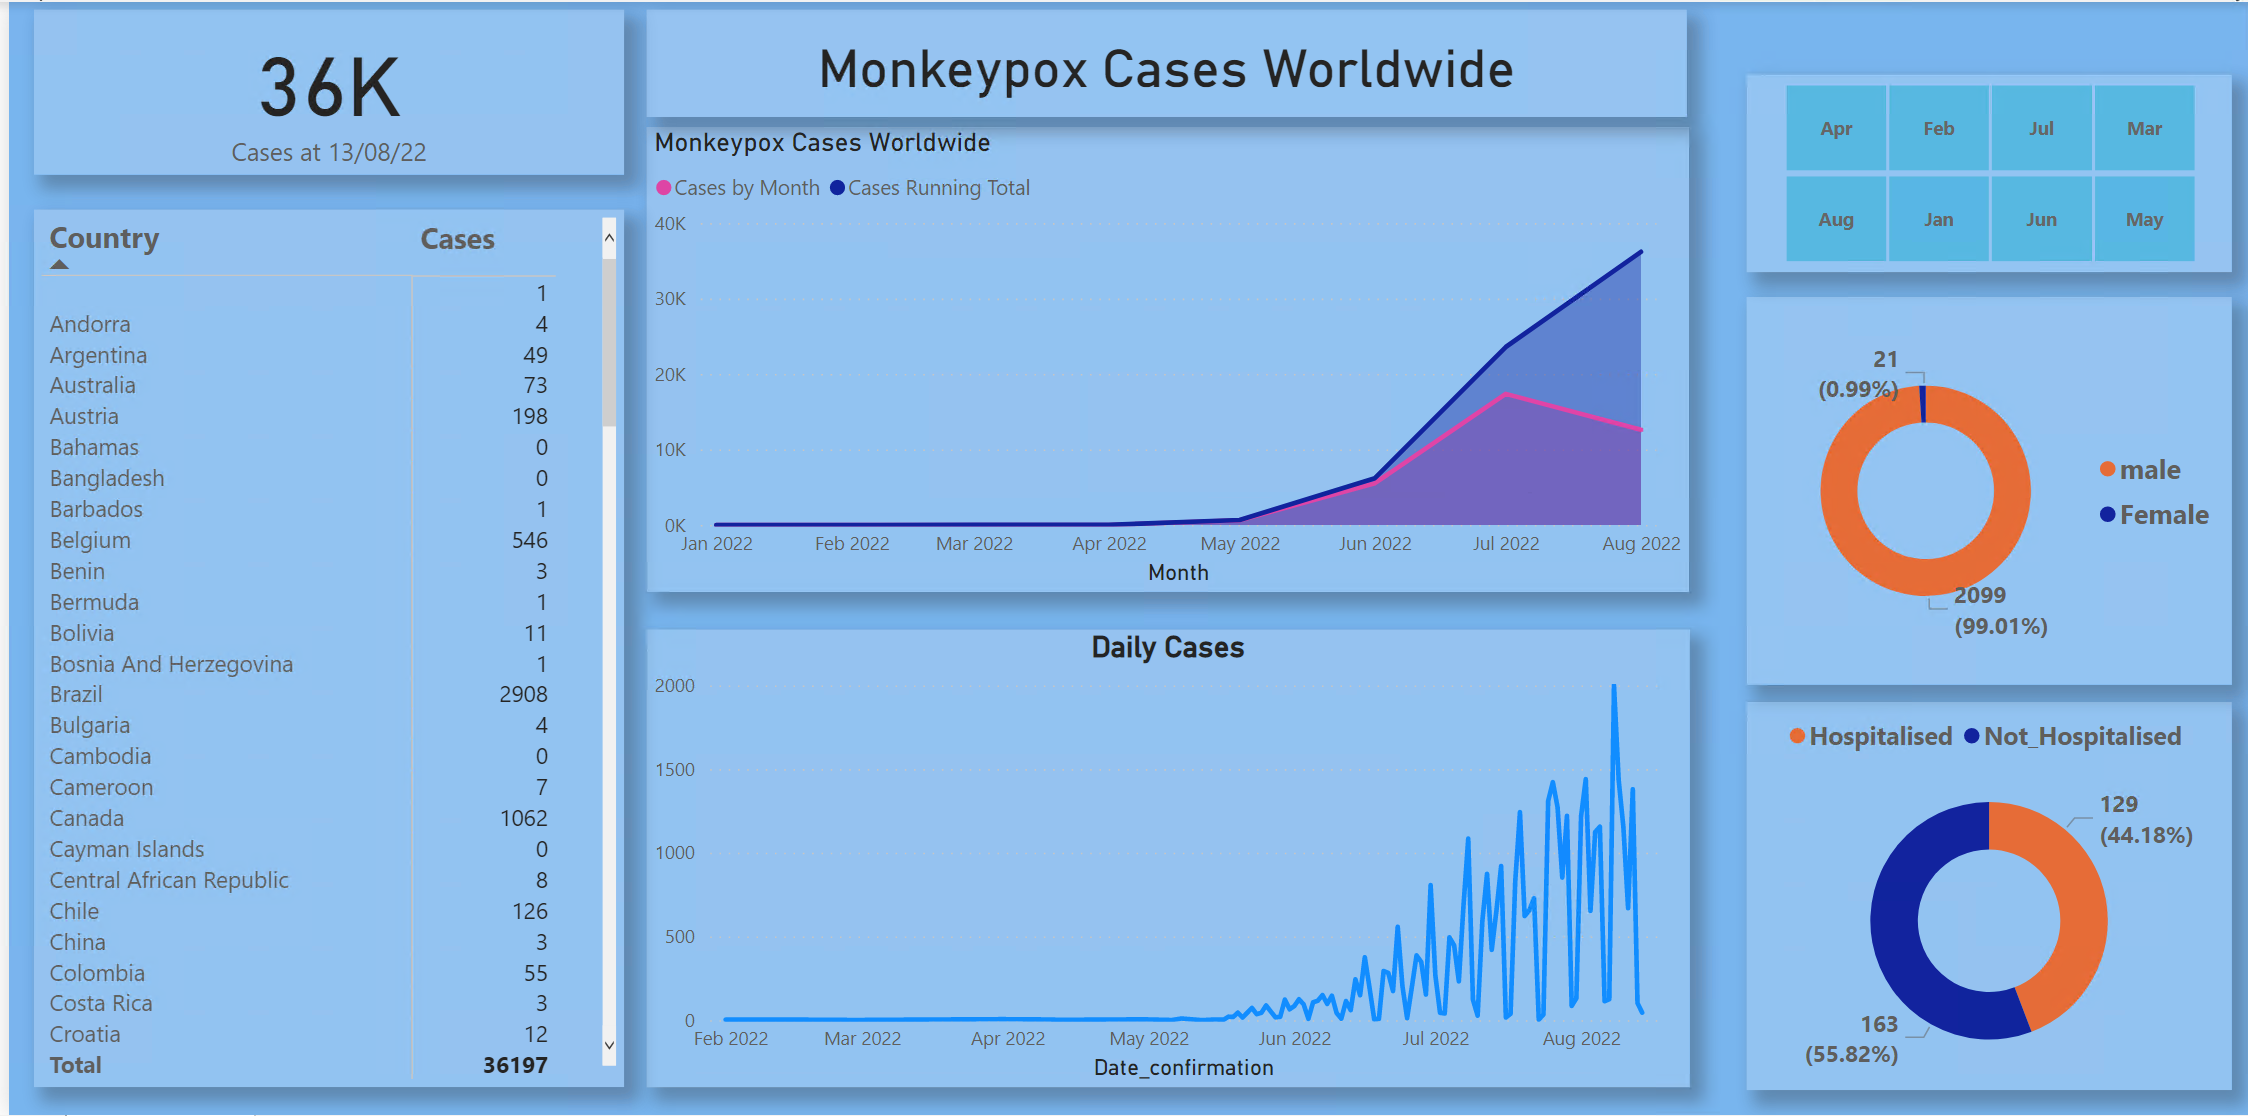 36K
Cases at 13/08/22
Country Cases
1
Andorra 4
Argentina 49
Australia 73
Austria 198
Bahamas 0
Bangladesh 0
Barbados 1
Belgium 546
Benin 3
Bermuda 1
Bolivia 11
Bosnia And Herzegovina 1
Brazil 2908
Bulgaria 4
Cambodia 0
Cameroon 7
Canada 1062
Cayman Islands 0
Central African Republic 8
Chile 126
China 3
Colombia 55
Costa Rica 3
Croatia 12
Total 36197
Monkeypox Cases Worldwide
Monkeypox Cases Worldwide
Cases by Month Cases Running Total
40K
30K
20K
10K
0K
Jan 2022 Feb 2022 Mar 2022 Apr 2022 May 2022 Jun 2022 Jul 2022 Aug 2022
Month
Daily Cases
2000
1500
1000
500
0
Feb 2022 Mar 2022 Apr 2022 May 2022 Jun 2022 Jul 2022 Aug 2022
Date_confirmation
Apr Feb Jul Mar
Aug Jan Jun May
21
(0.99%)
male
Female
2099
(99.01%)
Hospitalised Not_Hospitalised
129
(44.18%)
163
(55.82%)